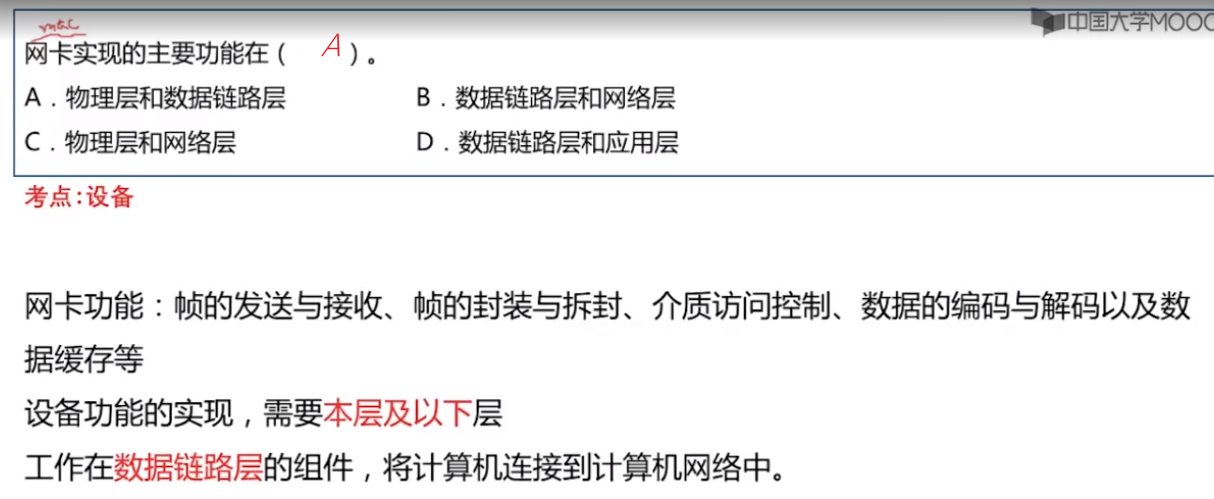 mac
中国大学MOOC
网卡实现的主要功能在（ A ）。
A．物理层和数据链路层 B．数据链路层和网络层
C．物理层和网络层 D．数据链路层和应用层
考点:设备
网卡功能：帧的发送与接收、帧的封装与拆封、介质访问控制、数据的编码与解码以及数
据缓存等
设备功能的实现，需要本层及以下层
工作在数据链路层的组件，将计算机连接到计算机网络中。